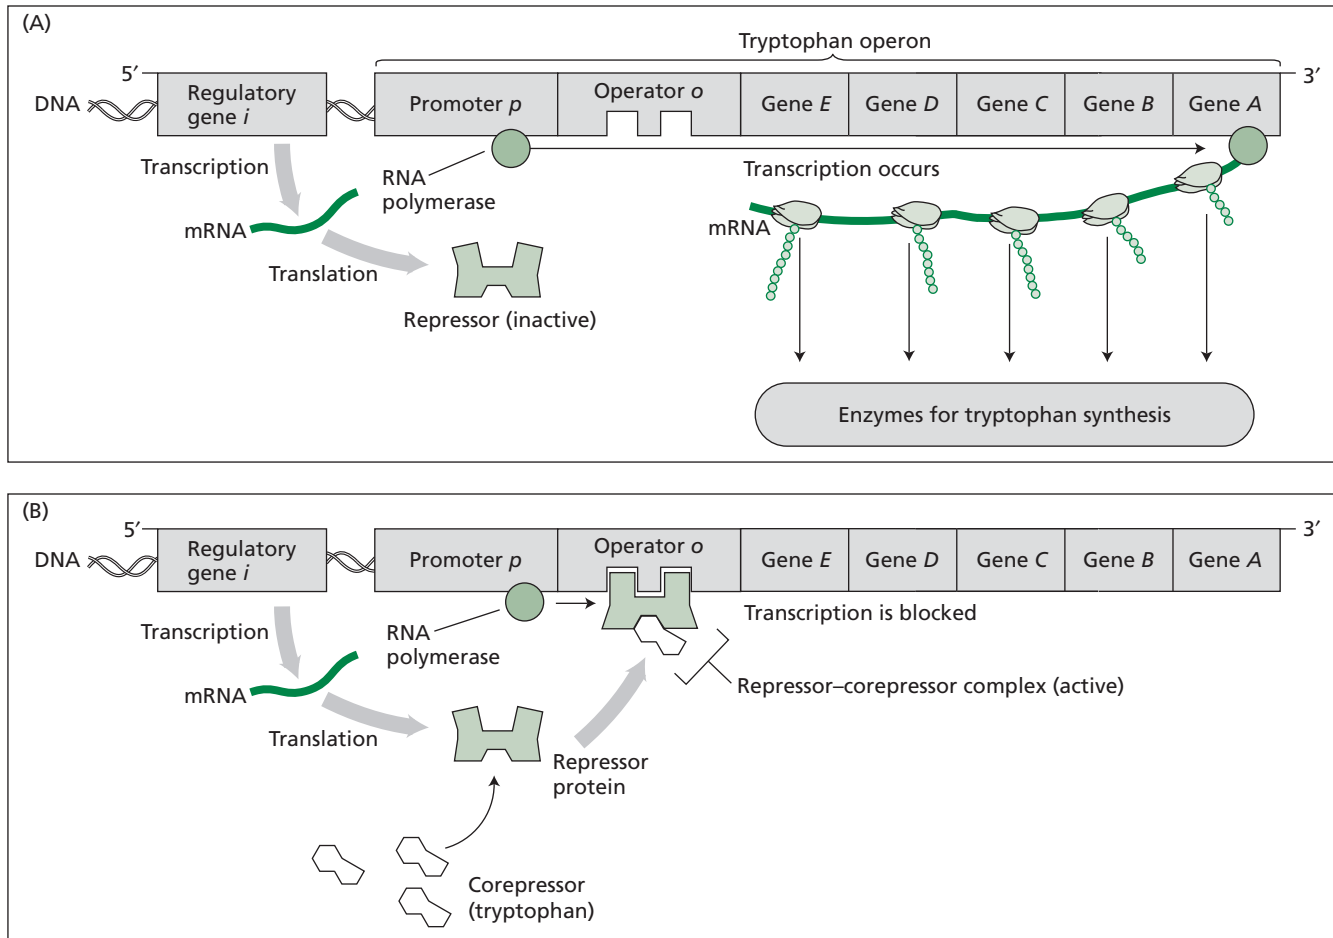 (A)
Tryptophan operon
5′
3′
DNA
Regulatory
gene i
Promoter p
Operator o
Gene E
Gene D
Gene C
Gene B
Gene A
Transcription
RNA
polymerase
Transcription occurs
mRNA
mRNA
Translation
Repressor (inactive)
Enzymes for tryptophan synthesis
(B)
5′
3′
DNA
Regulatory
gene i
Promoter p
Operator o
Gene E
Gene D
Gene C
Gene B
Gene A
Transcription
RNA
polymerase
Transcription is blocked
mRNA
Repressor–corepressor complex (active)
Translation
Repressor
protein
Corepressor
(tryptophan)